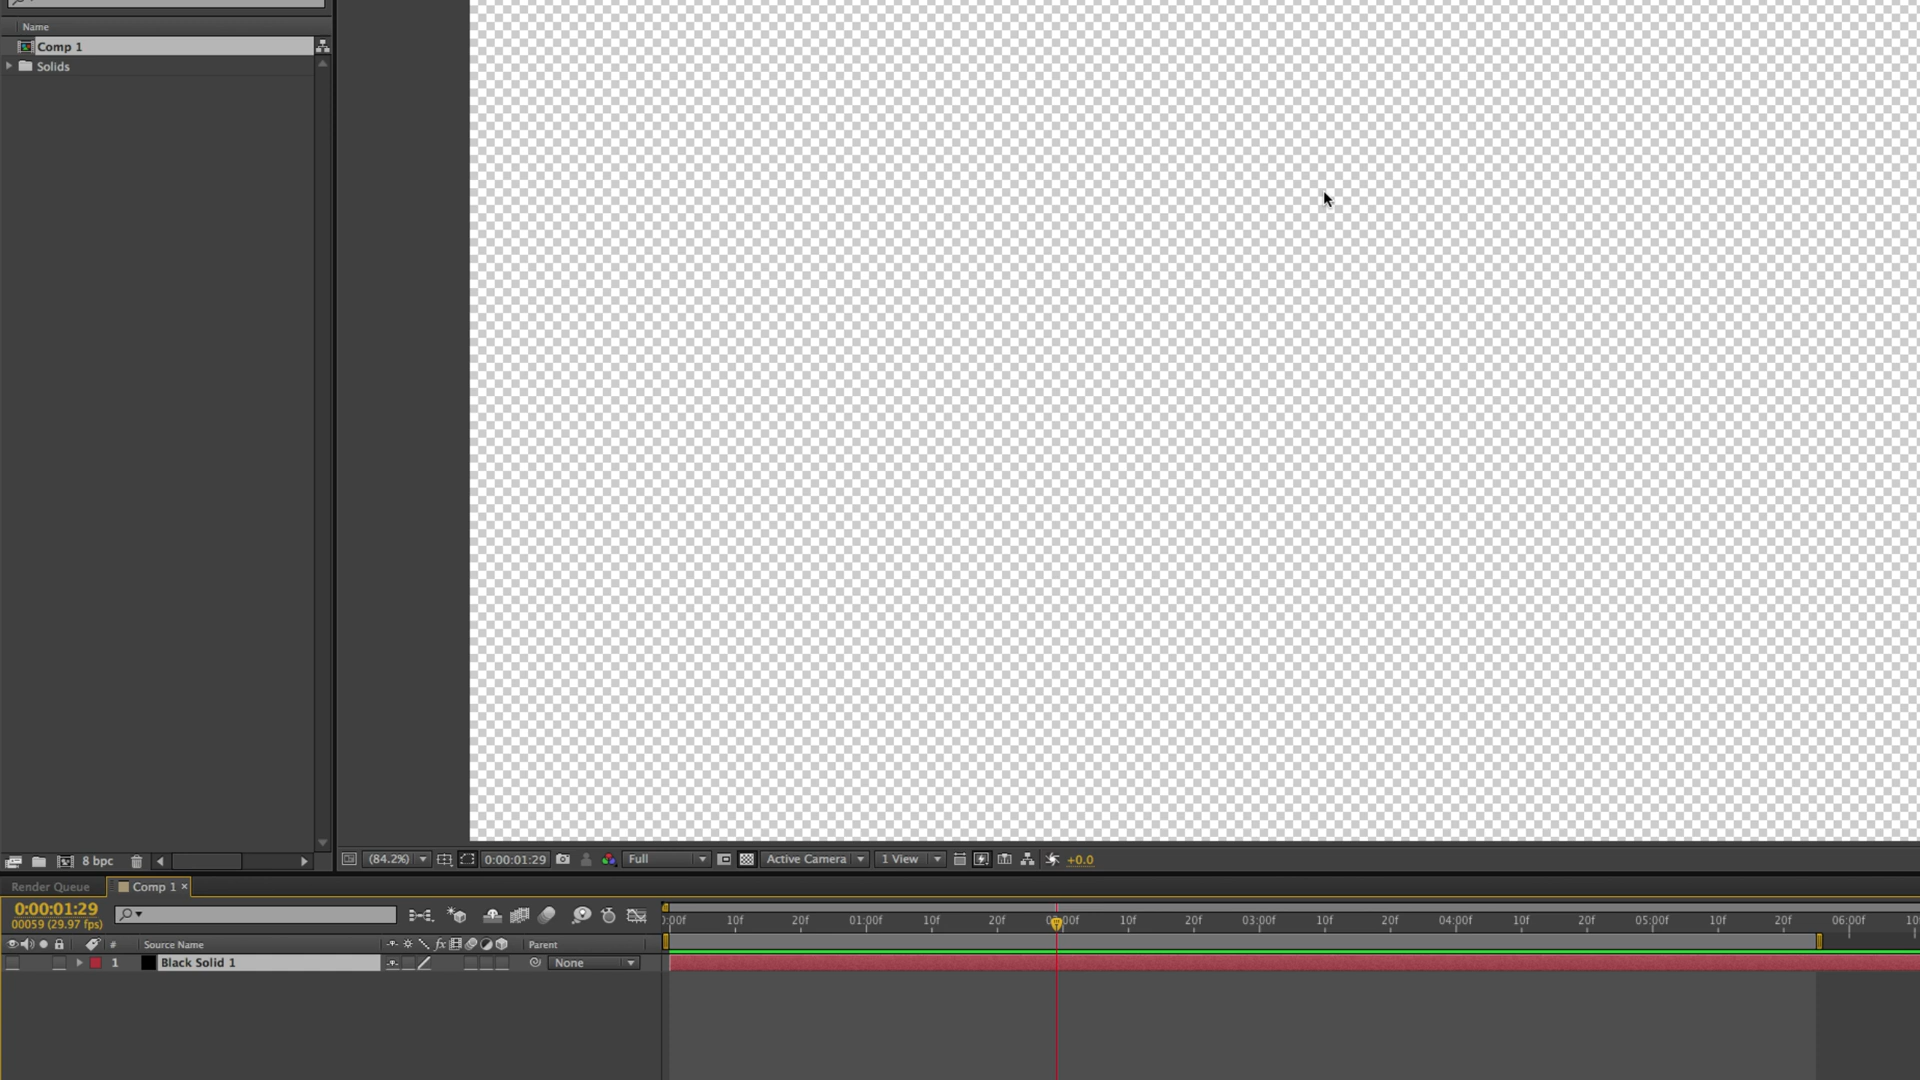 Name
Comp 1
Solids
8 bpc
(84.2%) 0:00:01:29 Full Active Camera 1 View +0.0
Render Queue Comp 1 ×
0:00:01:29
00059 (29.97 fps)
:00f 10f 20f 01:00f 10f 20f 00f 10f 20f 03:00f 10f 20f 04:00f 10f 20f 05:00f 10f 20f 06:00f 10
# Source Name fx Parent
1 Black Solid 1 None